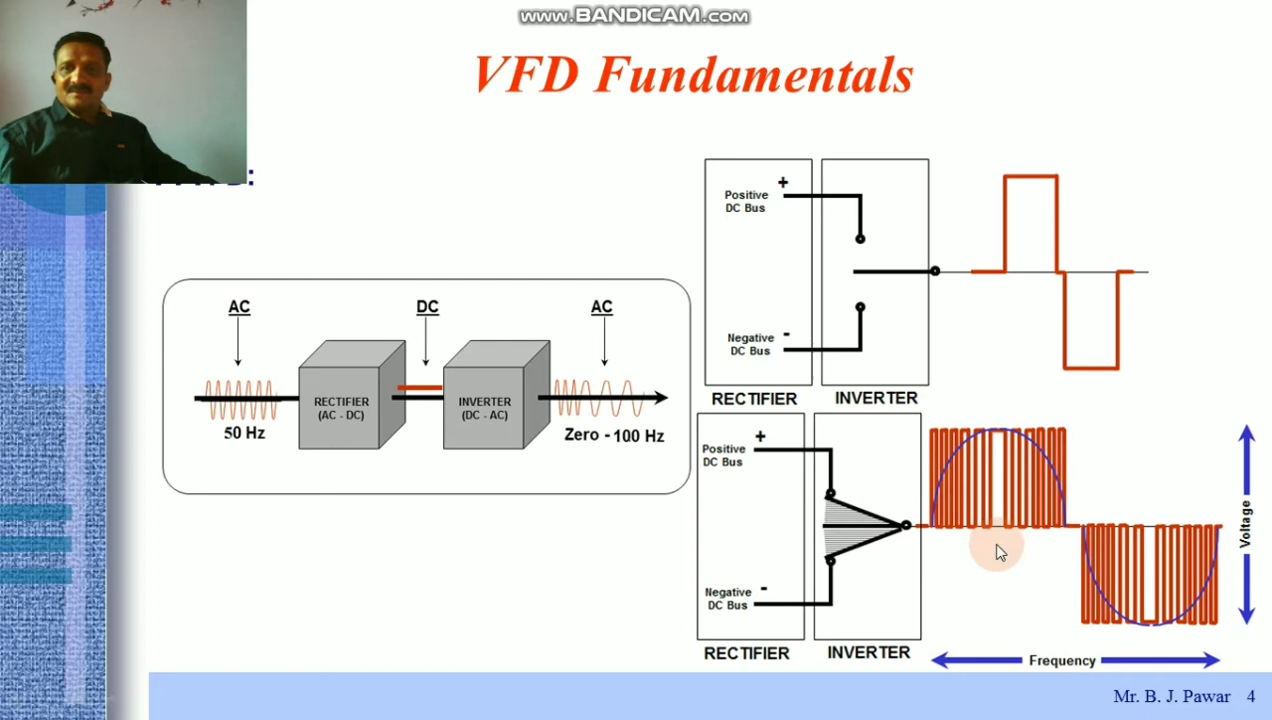 www.BANDICAM.com
VFD Fundamentals
Positive
DC Bus
+
Negative
DC Bus
-
RECTIFIER
INVERTER
AC
DC
AC
RECTIFIER
(AC - DC)
INVERTER
(DC - AC)
50 Hz
Zero - 100 Hz
Positive
DC Bus
+
Negative
DC Bus
-
RECTIFIER
INVERTER
Voltage
Frequency
Mr. B. J. Pawar 4